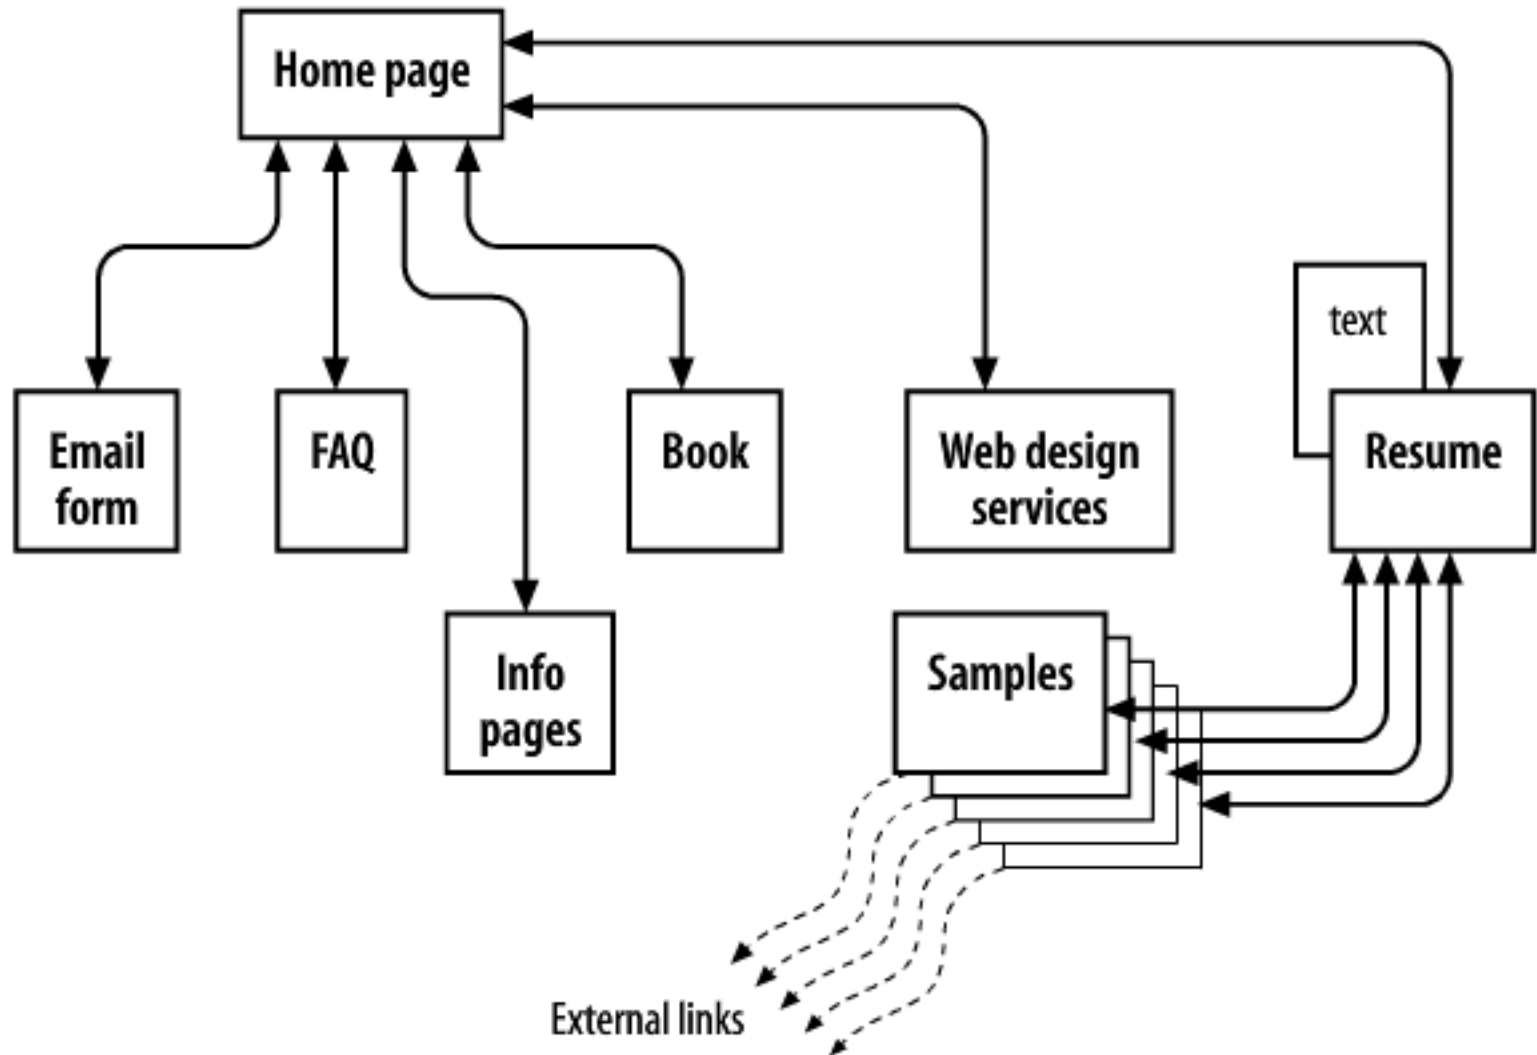 Home page
text
Email
form
FAQ
Book
Web design
services
Resume
Info
pages
Samples
External links